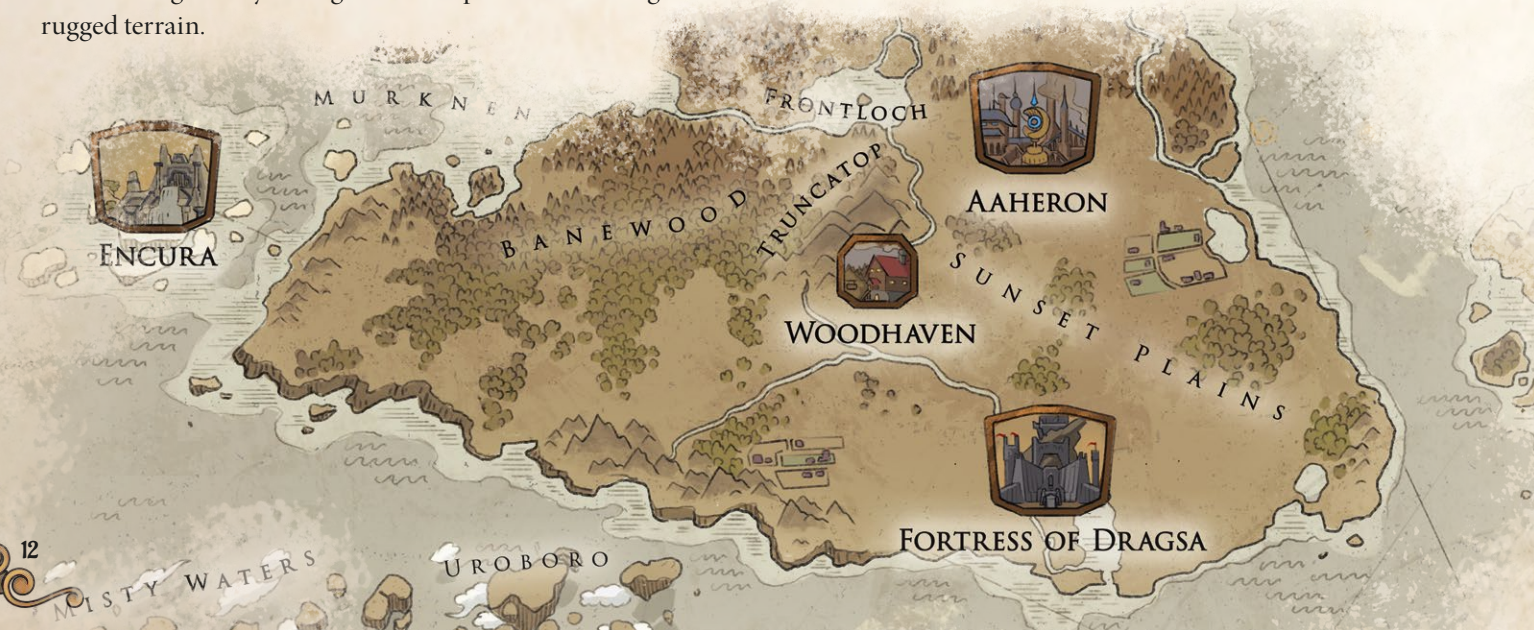 rugged terrain.
MURKNEN
FRONTLOCH
TRUNCATOP
AAHERON
BANEWOOD
ENCURA
SUNSET PLAINS
WOODHAVEN
FORTRESS OF DRAGSA
12
MISTY WATERS
UROBORO